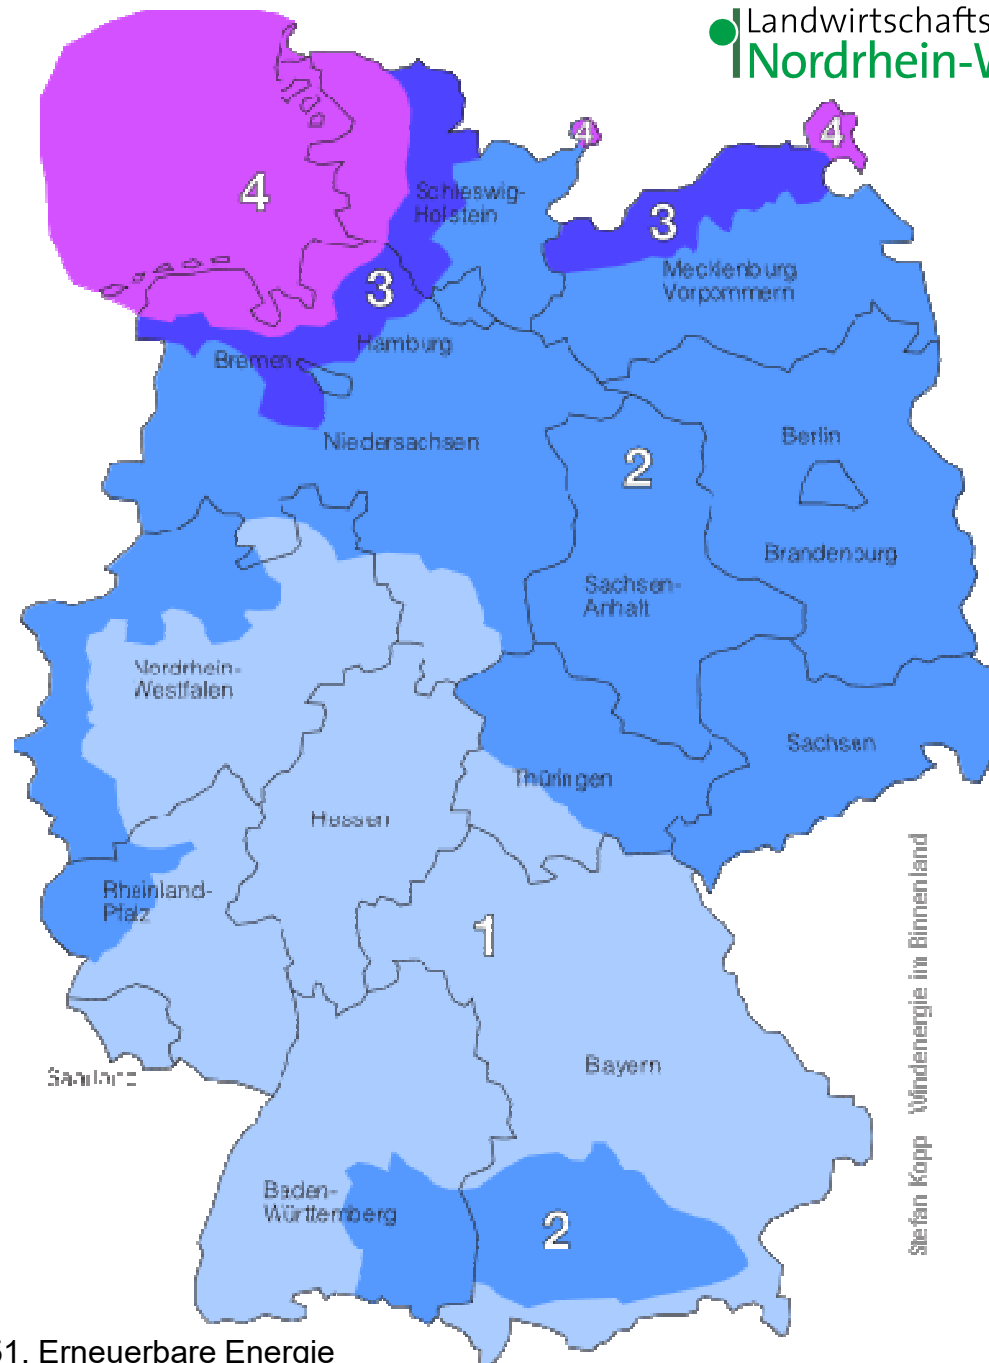 Landwirtschafts
Nordrhein-
4
4
4
Schleswig-
Holstein
3
3
Mecklenburg
Vorpommern
Hamburg
Bremen
Niedersachsen
2
Berlin
Brandenburg
Sachsen-
Anhalt
Nordrhein-
Westfalen
Sachsen
Thüringen
Hessen
Rheinland-
Pfalz
1
Saarland
Bayern
Baden-
Württemberg
2
Stefan Kopp Windenergie im Binnenland
51. Erneuerbare Energie